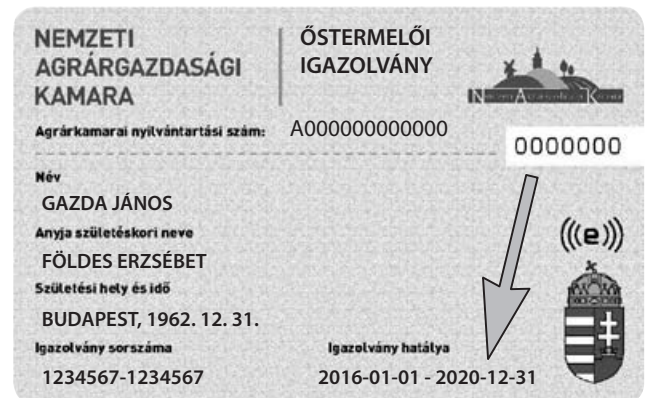 NEMZETI
AGRÁRGAZDASÁGI
KAMARA
ŐSTERMELŐI
IGAZOLVÁNY
N A K
Agrárkamarai nyilvántartási szám: A000000000000
0000000
Név
GAZDA JÁNOS
Anyja születéskori neve
FÖLDES ERZSÉBET
Születési hely és idő
BUDAPEST, 1962. 12. 31.
Igazolvány sorszáma
1234567-1234567
Igazolvány hatálya
2016-01-01 - 2020-12-31
(((e)))